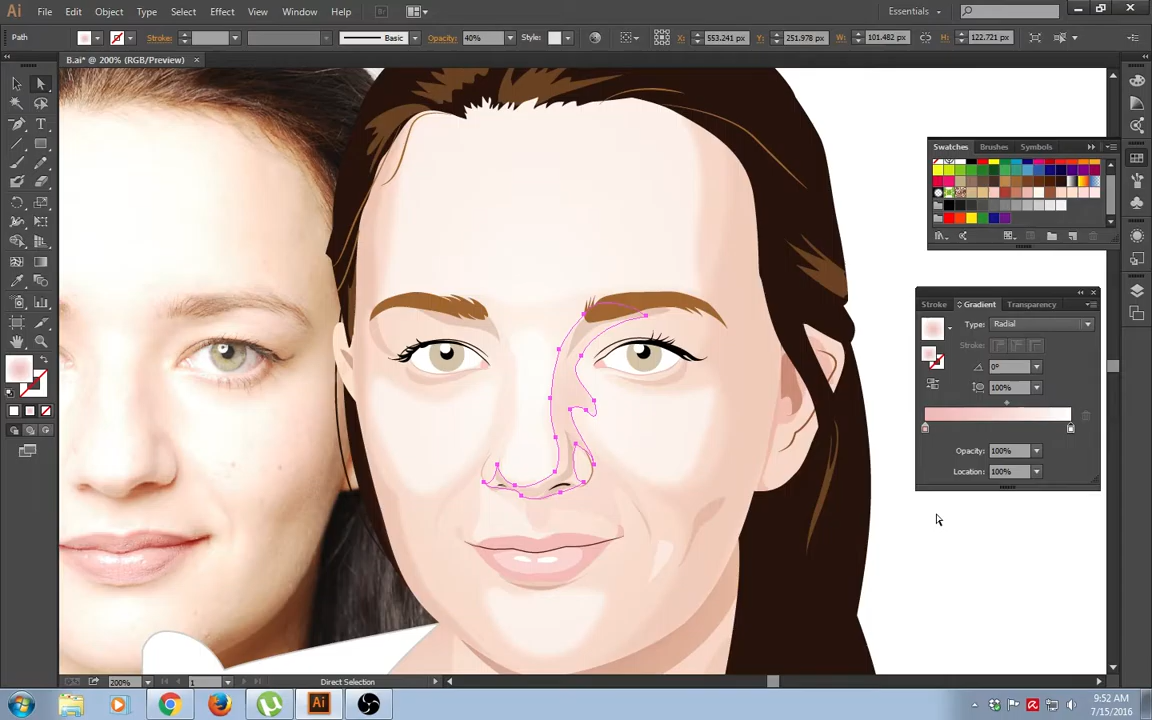 Ai File Edit Object Type Select Effect View Window Help Br Essentials
Path Stroke: Basic Opacity: 40% Style: X: 553.241 px Y: 251.978 px W: 101.482 px H: 122.721 px
B.ai* @ 200% (RGB/Preview) ×
Swatches Brushes Symbols
Stroke Gradient Transparency
Type: Radial
Stroke:
0°
100%
Opacity: 100%
Location: 100%
200% 1 Direct Selection
Ai
9:52 AM
7/15/2016